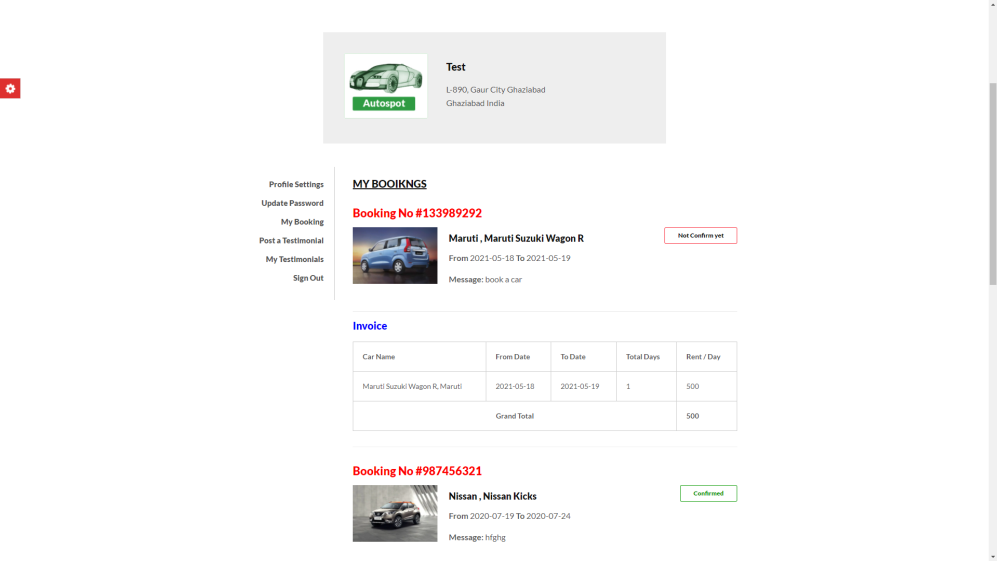 Autospot
Test
L-890, Gaur City Ghaziabad
Ghaziabad India
Profile Settings
Update Password
My Booking
Post a Testimonial
My Testimonials
Sign Out
MY BOOIKNGS
Booking No #133989292
Maruti , Maruti Suzuki Wagon R
Not Confirm yet
From 2021-05-18 To 2021-05-19
Message: book a car
Invoice
Car Name From Date To Date Total Days Rent / Day
Maruti Suzuki Wagon R, Maruti 2021-05-18 2021-05-19 1 500
Grand Total 500
Booking No #987456321
Nissan , Nissan Kicks
Confirmed
From 2020-07-19 To 2020-07-24
Message: hfghg